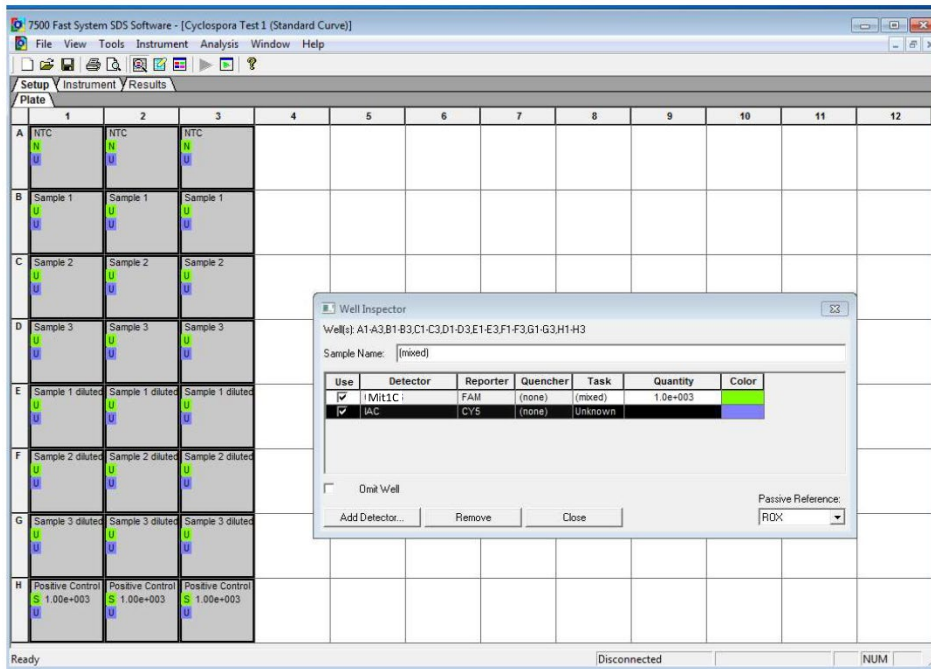 7500 Fast System SDS Software - [Cyclospora Test 1 (Standard Curve)]
File View Tools Instrument Analysis Window Help
Setup Instrument Results
Plate
1 2 3 4 5 6 7 8 9 10 11 12
A NTC NTC NTC
N N N
U U U
B Sample 1 Sample 1 Sample 1
U U U
U U U
C Sample 2 Sample 2 Sample 2
U U U
U U U
D Sample 3 Sample 3 Sample 3
U U U
U U U
E Sample 1 diluted Sample 1 diluted Sample 1 diluted
U U U
U U U
F Sample 2 diluted Sample 2 diluted Sample 2 diluted
U U U
U U U
G Sample 3 diluted Sample 3 diluted Sample 3 diluted
U U U
U U U
H Positive Control Positive Control Positive Control
S 1.00e+003 S 1.00e+003 S 1.00e+003
U U U
Well Inspector
Well(s): A1-A3,B1-B3,C1-C3,D1-D3,E1-E3,F1-F3,G1-G3,H1-H3
Sample Name: (mixed)
Use Detector Reporter Quencher Task Quantity Color
Mit1C FAM (none) (mixed) 1.0e+003
IAC CY5 (none) Unknown
Omit Well
Passive Reference:
Add Detector... Remove Close ROX
Ready Disconnected NUM